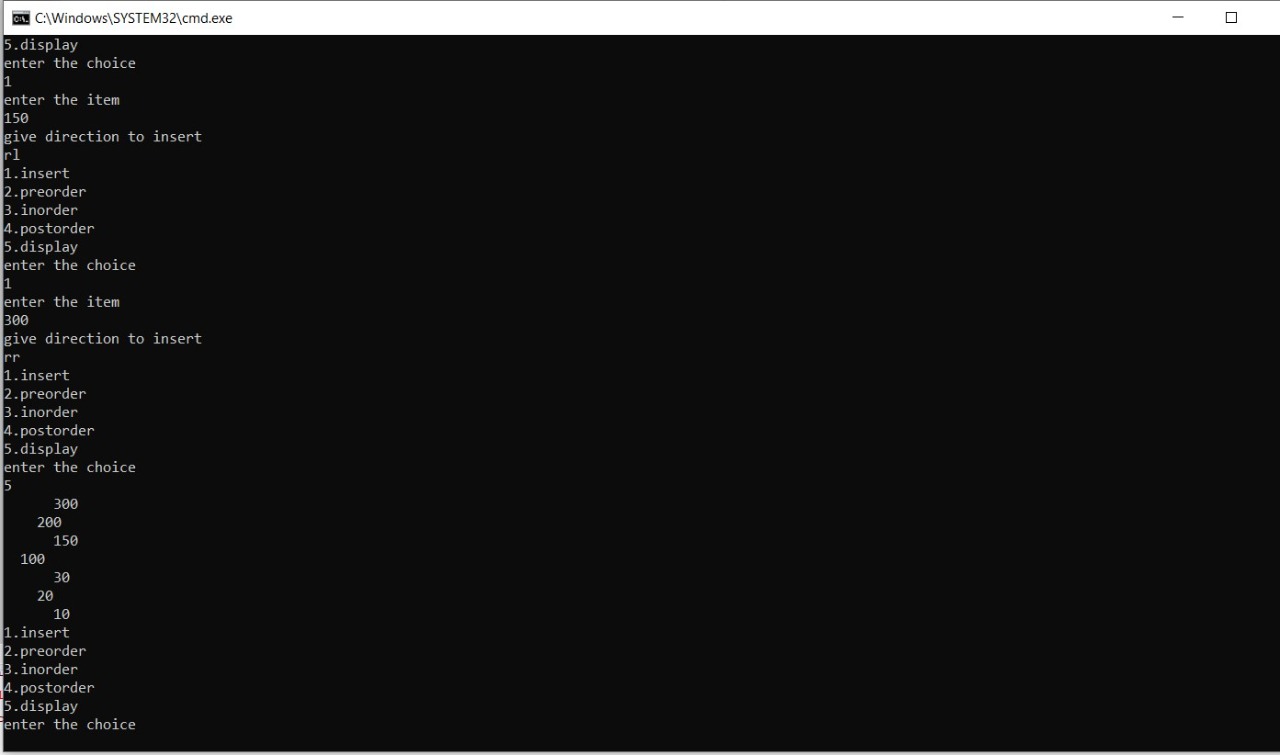 C:\Windows\SYSTEM32\cmd.exe
5.display
enter the choice
1
enter the item
150
give direction to insert
rl
1.insert
2.preorder
3.inorder
4.postorder
5.display
enter the choice
1
enter the item
300
give direction to insert
rr
1.insert
2.preorder
3.inorder
4.postorder
5.display
enter the choice
5
      300
    200
      150
  100
      30
    20
      10
1.insert
2.preorder
3.inorder
4.postorder
5.display
enter the choice